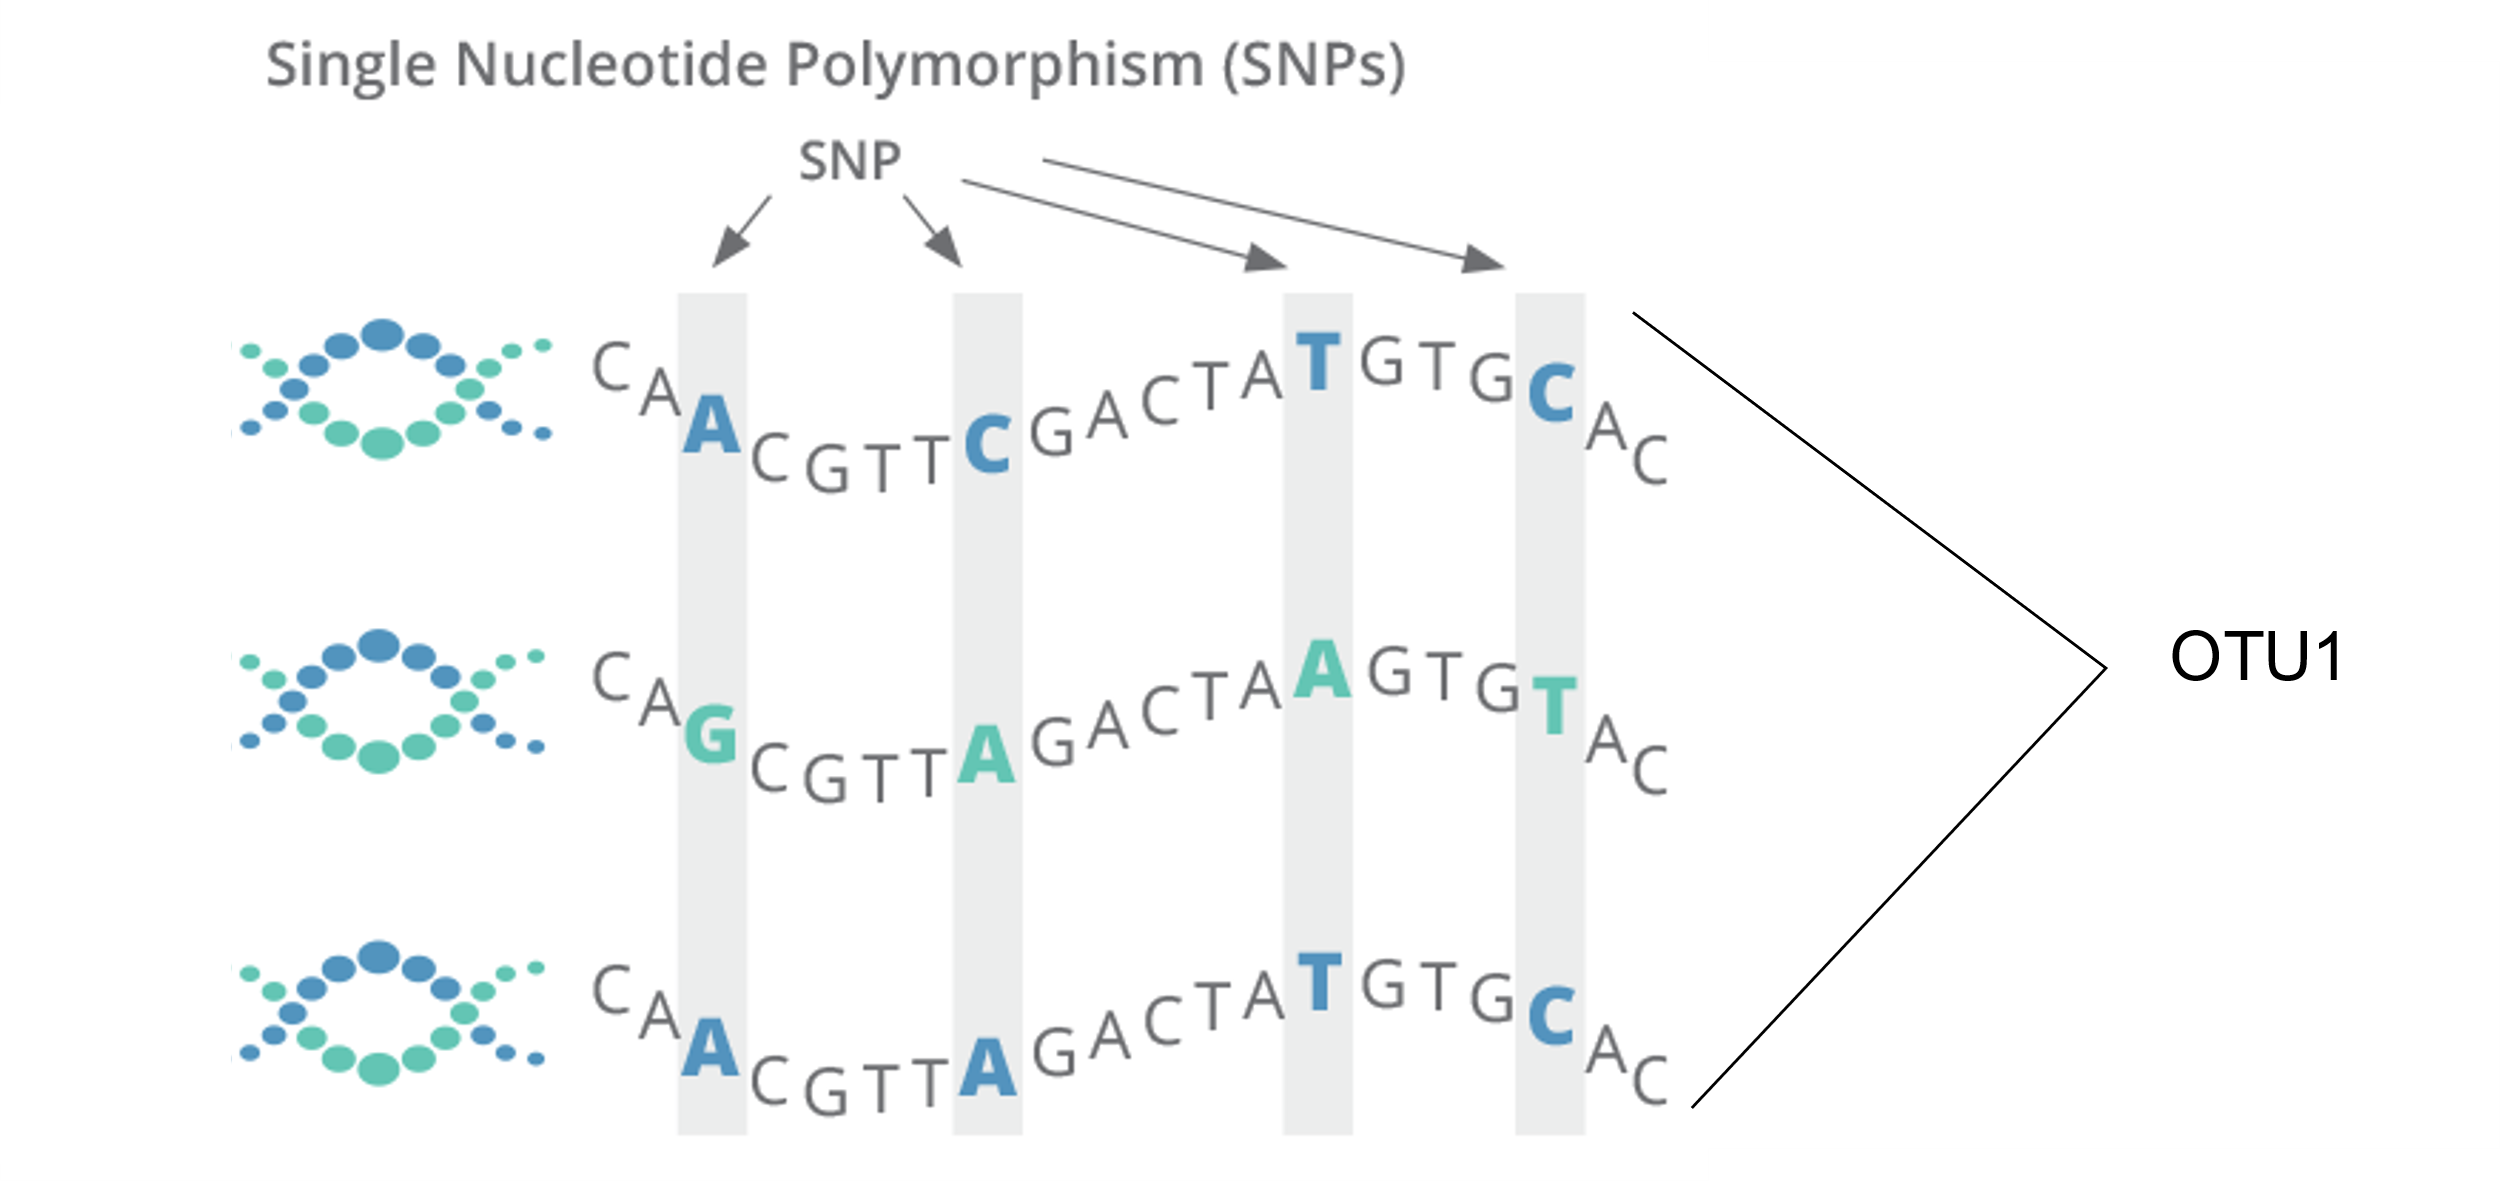 Single Nucleotide Polymorphism (SNPs)
SNP
CAACGTTCGACTATGTGCAC
CAGCGTTAGACTAAGTGTAC
OTU1
CAACGTTAGACTATGTGCAC